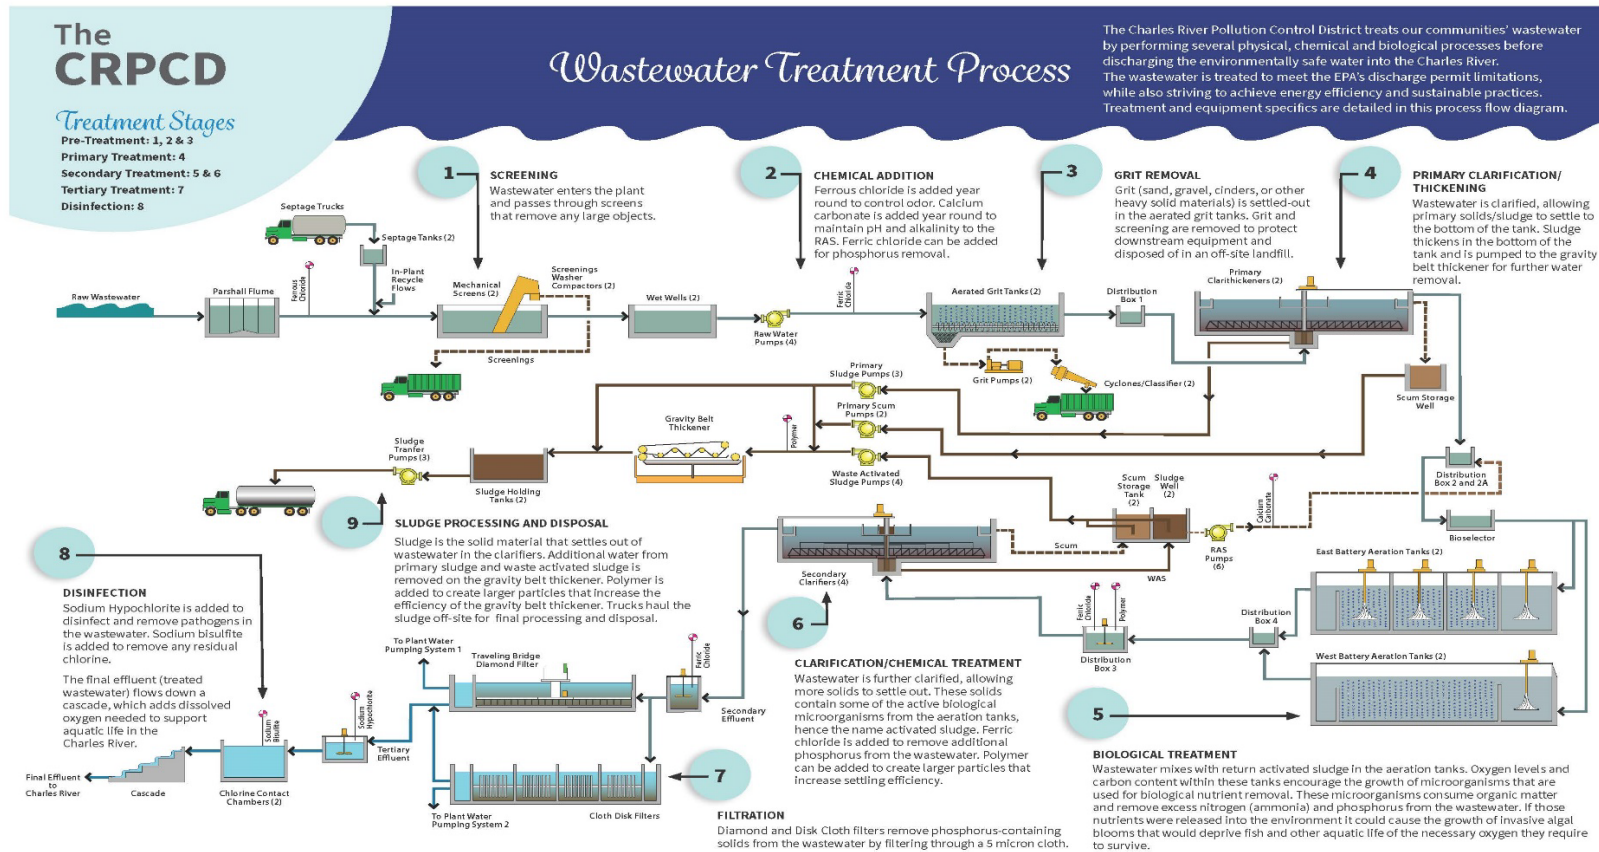 The
CRPCD
Treatment Stages
Pre-Treatment: 1, 2 & 3
Primary Treatment: 4
Secondary Treatment: 5 & 6
Tertiary Treatment: 7
Disinfection: 8
Wastewater Treatment Process
The Charles River Pollution Control District treats our communities' wastewater
by performing several physical, chemical and biological processes before
discharging the environmentally safe water into the Charles River.
The wastewater is treated to meet the EPA's discharge permit limitations,
while also striving to achieve energy efficiency and sustainable practices.
Treatment and equipment specifics are detailed in this process flow diagram.
1
SCREENING
Wastewater enters the plant
and passes through screens
that remove any large objects.
2
CHEMICAL ADDITION
Ferrous chloride is added year
round to control odor. Calcium
carbonate is added year round to
maintain pH and alkalinity to the
RAS. Ferric chloride can be added
for phosphorus removal.
3
GRIT REMOVAL
Grit (sand, gravel, cinders, or other
heavy solid materials) is settled-out
in the aerated grit tanks. Grit and
screening are removed to protect
downstream equipment and
disposed of in an off-site landfill.
4
PRIMARY CLARIFICATION/
THICKENING
Wastewater is clarified, allowing
primary solids/sludge to settle to
the bottom of the tank. Sludge
thickens in the bottom of the
tank and is pumped to the gravity
belt thickener for further water
removal.
Septage Trucks
Septage Tanks (2)
In-Plant
Recycle
Flows
Raw Wastewater
Parshall Flume
Ferrous
Chloride
Mechanical
Screens (2)
Screenings
Washer
Compactors (2)
Wet Wells (2)
Raw Water
Pumps (4)
Ferric
Chloride
Aerated Grit Tanks (2)
Distribution
Box 1
Primary
Clarithickeners (2)
Screenings
Grit Pumps (2)
Cyclones/Classifier (2)
Scum Storage
Well
Primary
Sludge Pumps (3)
Primary Scum
Pumps (2)
Waste Activated
Sludge Pumps (4)
Polymer
Gravity Belt
Thickener
Sludge
Tranfer
Pumps (3)
Sludge Holding
Tanks (2)
Scum
Storage
Tank
(2)
Sludge
Well
(2)
RAS
Pumps
(6)
Calcium
Carbonate
Distribution
Box 2 and 2A
Bioselector
Scum
WAS
Secondary
Clarifiers (4)
East Battery Aeration Tanks (2)
Distribution
Box 4
West Battery Aeration Tanks (2)
Ferric
Chloride
Polymer
Distribution
Box 3
9
SLUDGE PROCESSING AND DISPOSAL
Sludge is the solid material that settles out of
wastewater in the clarifiers. Additional water from
primary sludge and waste activated sludge is
removed on the gravity belt thickener. Polymer is
added to create larger particles that increase the
efficiency of the gravity belt thickener. Trucks haul the
sludge off-site for final processing and disposal.
8
DISINFECTION
Sodium Hypochlorite is added to
disinfect and remove pathogens in
the wastewater. Sodium bisulfite
is added to remove any residual
chlorine.
The final effluent (treated
wastewater) flows down a
cascade, which adds dissolved
oxygen needed to support
aquatic life in the
Charles River.
6
CLARIFICATION/CHEMICAL TREATMENT
Wastewater is further clarified, allowing
more solids to settle out. These solids
contain some of the active biological
microorganisms from the aeration tanks,
hence the name activated sludge. Ferric
chloride is added to remove additional
phosphorus from the wastewater. Polymer
can be added to create larger particles that
increase settling efficiency.
5
BIOLOGICAL TREATMENT
Wastewater mixes with return activated sludge in the aeration tanks. Oxygen levels and
carbon content within these tanks encourage the growth of microorganisms that are
used for biological nutrient removal. These microorganisms consume organic matter
and remove excess nitrogen (ammonia) and phosphorus from the wastewater. If those
nutrients were released into the environment it could cause the growth of invasive algal
blooms that would deprive fish and other aquatic life of the necessary oxygen they require
to survive.
To Plant Water
Pumping System 1
Traveling Bridge
Diamond Filter
Ferric
Chloride
Secondary
Effluent
Sodium
Hypochlorite
Sodium
Bisulfite
Tertiary
Effluent
Final Effluent
to
Charles River
Cascade
Chlorine Contact
Chambers (2)
To Plant Water
Pumping System 2
Cloth Disk Filters
7
FILTRATION
Diamond and Disk Cloth filters remove phosphorus-containing
solids from the wastewater by filtering through a 5 micron cloth.